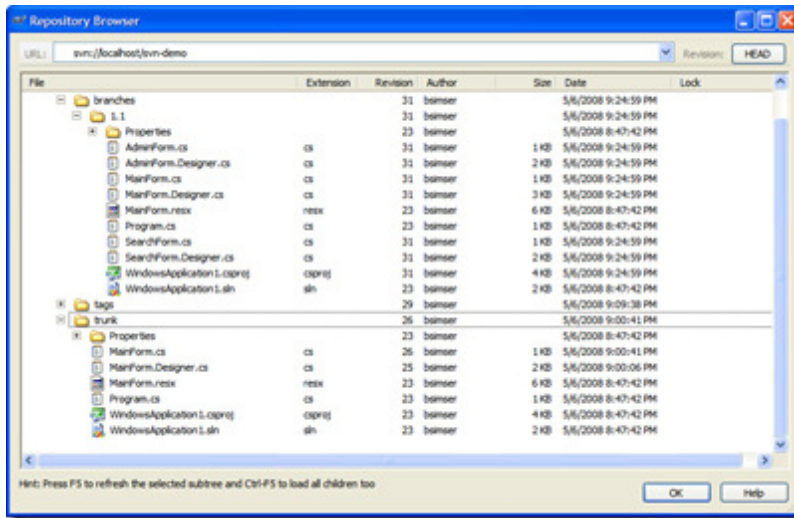 Repository Browser
URL: svn://localhost/svn-demo Revision: HEAD
File Extension Revision Author Size Date Lock
branches 31 bsimser 5/6/2008 9:24:59 PM
1.1 31 bsimser 5/6/2008 9:24:59 PM
Properties 23 bsimser 5/6/2008 8:47:42 PM
AdminForm.cs cs 31 bsimser 1 KB 5/6/2008 9:24:59 PM
AdminForm.Designer.cs cs 31 bsimser 2 KB 5/6/2008 9:24:59 PM
MainForm.cs cs 31 bsimser 1 KB 5/6/2008 9:24:59 PM
MainForm.Designer.cs cs 31 bsimser 3 KB 5/6/2008 9:24:59 PM
MainForm.resx resx 23 bsimser 6 KB 5/6/2008 8:47:42 PM
Program.cs cs 23 bsimser 1 KB 5/6/2008 8:47:42 PM
SearchForm.cs cs 31 bsimser 1 KB 5/6/2008 9:24:59 PM
SearchForm.Designer.cs cs 31 bsimser 2 KB 5/6/2008 9:24:59 PM
WindowsApplication1.csproj csproj 31 bsimser 4 KB 5/6/2008 9:24:59 PM
WindowsApplication1.sln sln 23 bsimser 2 KB 5/6/2008 8:47:42 PM
tags 29 bsimser 5/6/2008 9:09:38 PM
trunk 26 bsimser 5/6/2008 9:00:41 PM
Properties 23 bsimser 5/6/2008 8:47:42 PM
MainForm.cs cs 26 bsimser 1 KB 5/6/2008 9:00:41 PM
MainForm.Designer.cs cs 25 bsimser 2 KB 5/6/2008 9:00:06 PM
MainForm.resx resx 23 bsimser 6 KB 5/6/2008 8:47:42 PM
Program.cs cs 23 bsimser 1 KB 5/6/2008 8:47:42 PM
WindowsApplication1.csproj csproj 23 bsimser 4 KB 5/6/2008 8:47:42 PM
WindowsApplication1.sln sln 23 bsimser 2 KB 5/6/2008 8:47:42 PM
Hint: Press F5 to refresh the selected subtree and Ctrl-F5 to load all children too
OK Help